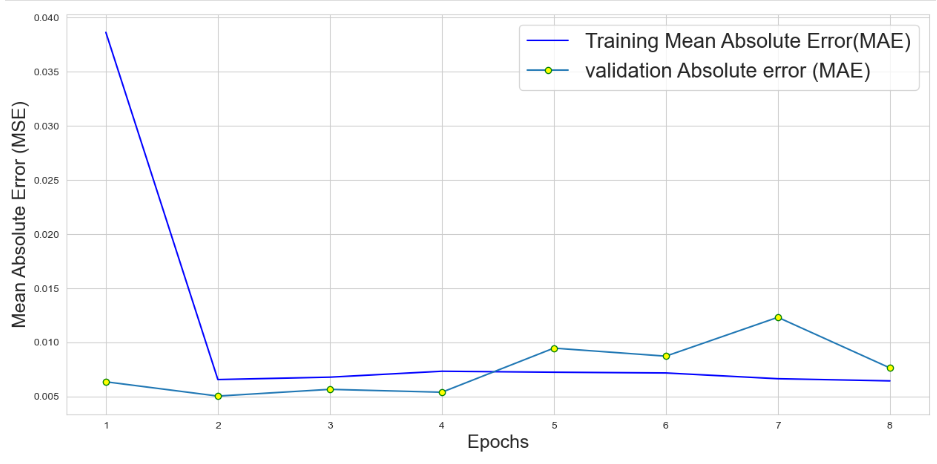 Training Mean Absolute Error(MAE)
validation Absolute error (MAE)
Mean Absolute Error (MSE)
0.040
0.035
0.030
0.025
0.020
0.015
0.010
0.005
1 2 3 4 5 6 7 8
Epochs